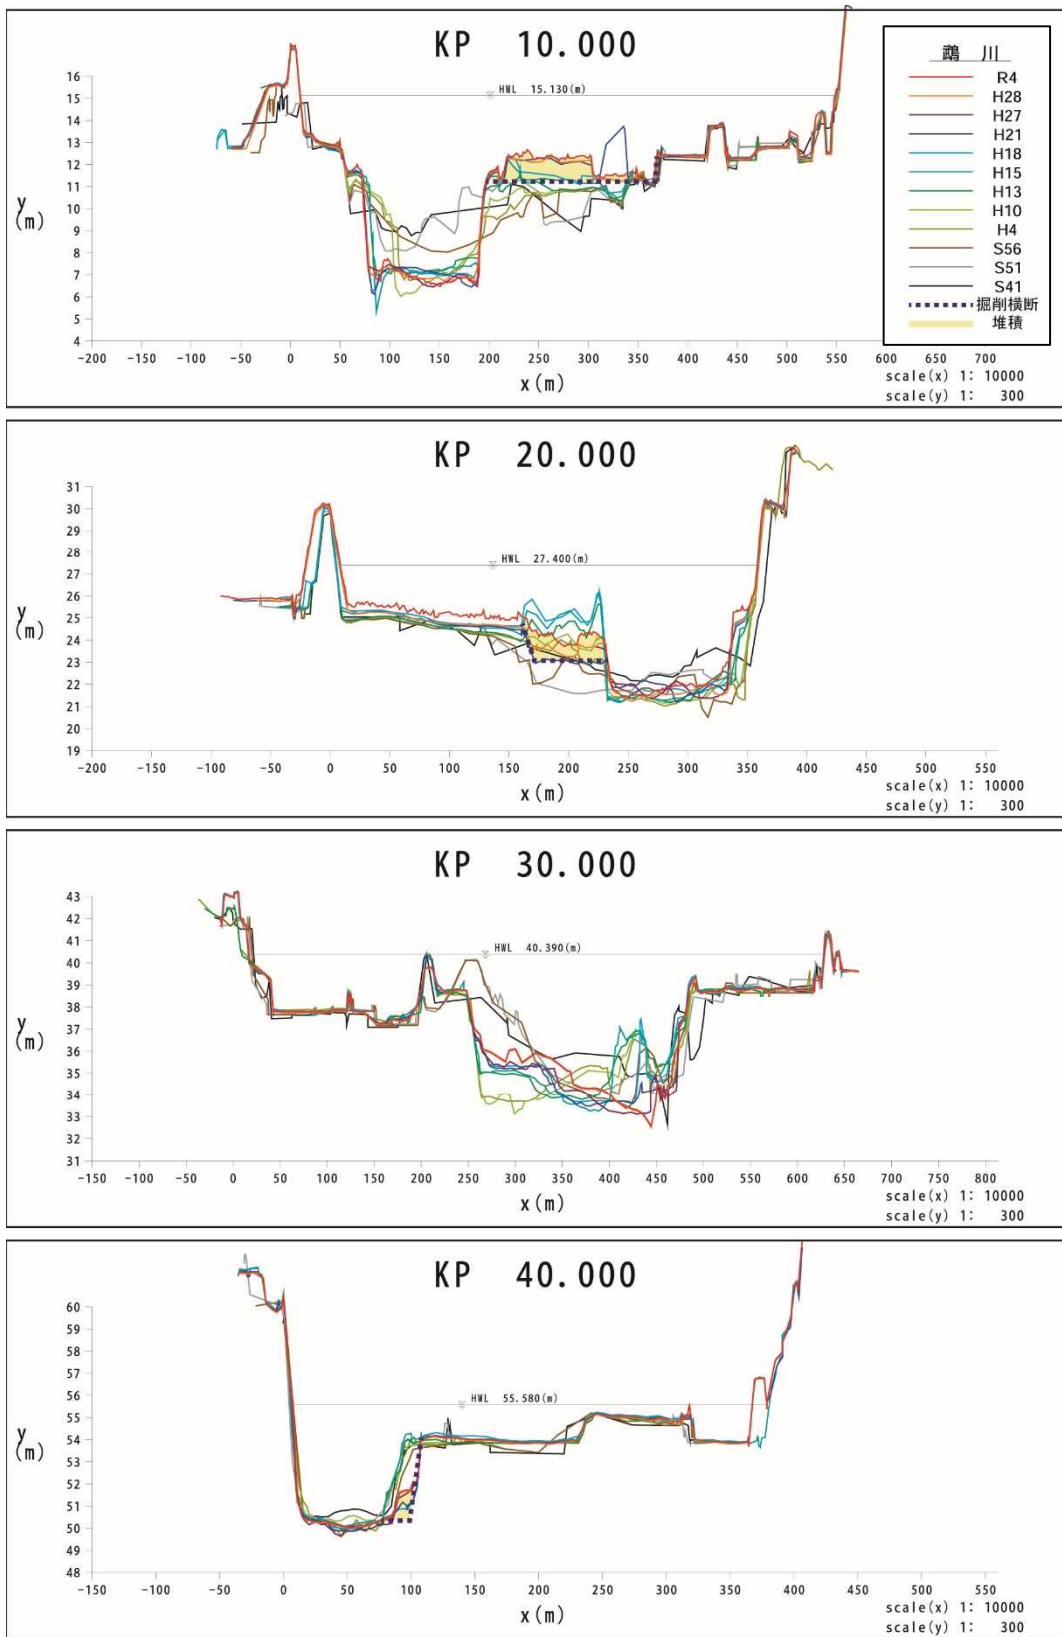 KP 10.000
鵡 川
R4
H28
H27
H21
H18
H15
H13
H10
H4
S56
S51
S41
掘削横断
堆積
HWL 15.130(m)
16
15
14
13
12
11
10
9
8
7
6
5
4
y
(m)
-200 -150 -100 -50 0 50 100 150 200 250 300 350 400 450 500 550 600 700
x(m)
scale(x) 1: 10000
scale(y) 1: 300
KP 20.000
HWL 27.400(m)
31
30
29
28
27
26
25
24
23
22
21
20
19
y
(m)
-200 -150 -100 -50 0 50 100 150 200 250 300 350 400 450 500 550
x(m)
scale(x) 1: 10000
scale(y) 1: 300
KP 30.000
HWL 40.390(m)
43
42
41
40
39
38
37
36
35
34
33
32
31
y
(m)
-150 -100 -50 0 50 100 150 200 250 300 350 400 450 500 550 600 650 700 750 800
x(m)
scale(x) 1: 10000
scale(y) 1: 300
KP 40.000
HWL 55.580(m)
60
59
58
57
56
55
54
53
52
51
50
49
48
y
(m)
-150 -100 -50 0 50 100 150 200 250 300 350 400 450 500 550
x(m)
scale(x) 1: 10000
scale(y) 1: 300